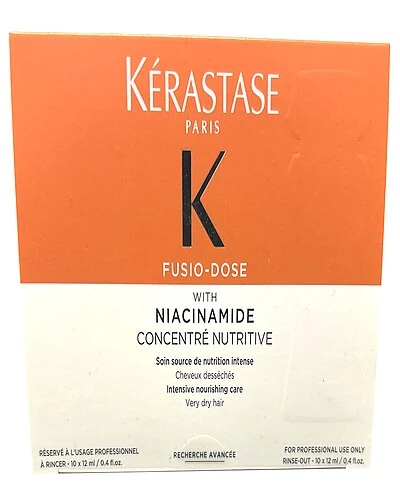 KÉRASTASE
PARIS
K
FUSIO-DOSE
WITH
NIACINAMIDE
CONCENTRÉ NUTRITIVE
Soin source de nutrition intense
Cheveux desséchés
Intensive nourishing care
Very dry hair
RÉSERVÉ À L'USAGE PROFESSIONNEL
À RINCER - 10 x 12 ml / 0.4 fl.oz.
RECHERCHE AVANCÉE
FOR PROFESSIONAL USE ONLY
RINSE-OUT - 10 x 12 ml / 0.4 fl.oz.